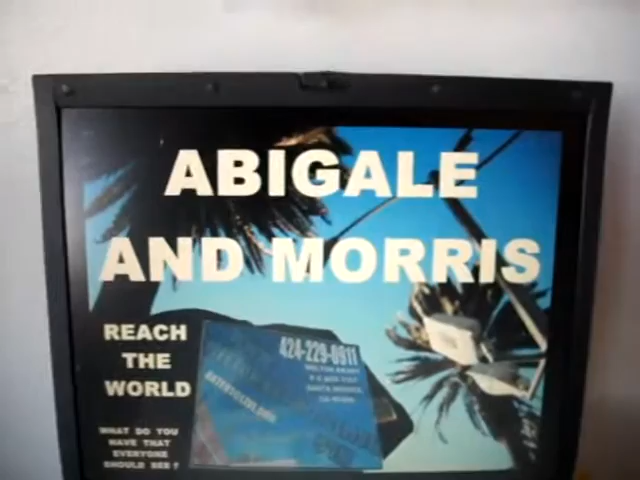 ABIGALE
AND MORRIS
REACH
THE
WORLD
424-229-0911
WHAT DO YOU
HAVE THAT
EVERYONE
SHOULD SEE?